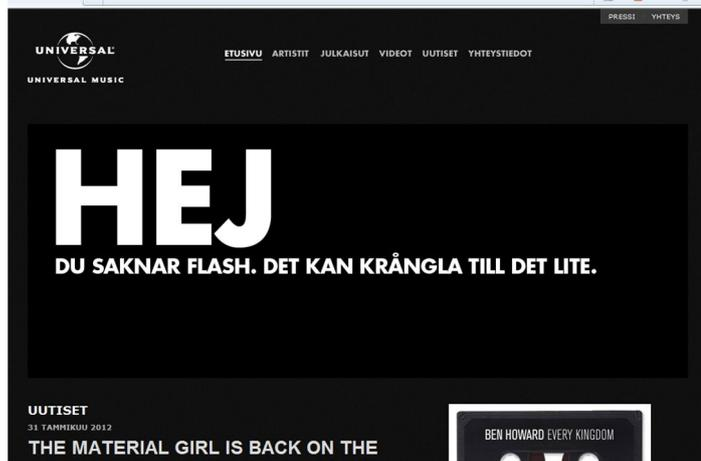 PRESSI YHTEYS
UNIVERSAL
UNIVERSAL MUSIC
ETUSIVU ARTISTIT JULKAISUT VIDEOT UUTISET YHTEYSTIEDOT
HEJ
DU SAKNAR FLASH. DET KAN KRÅNGLA TILL DET LITE.
UUTISET
31 TAMMIKUU 2012
THE MATERIAL GIRL IS BACK ON THE
BEN HOWARD EVERY KINGDOM